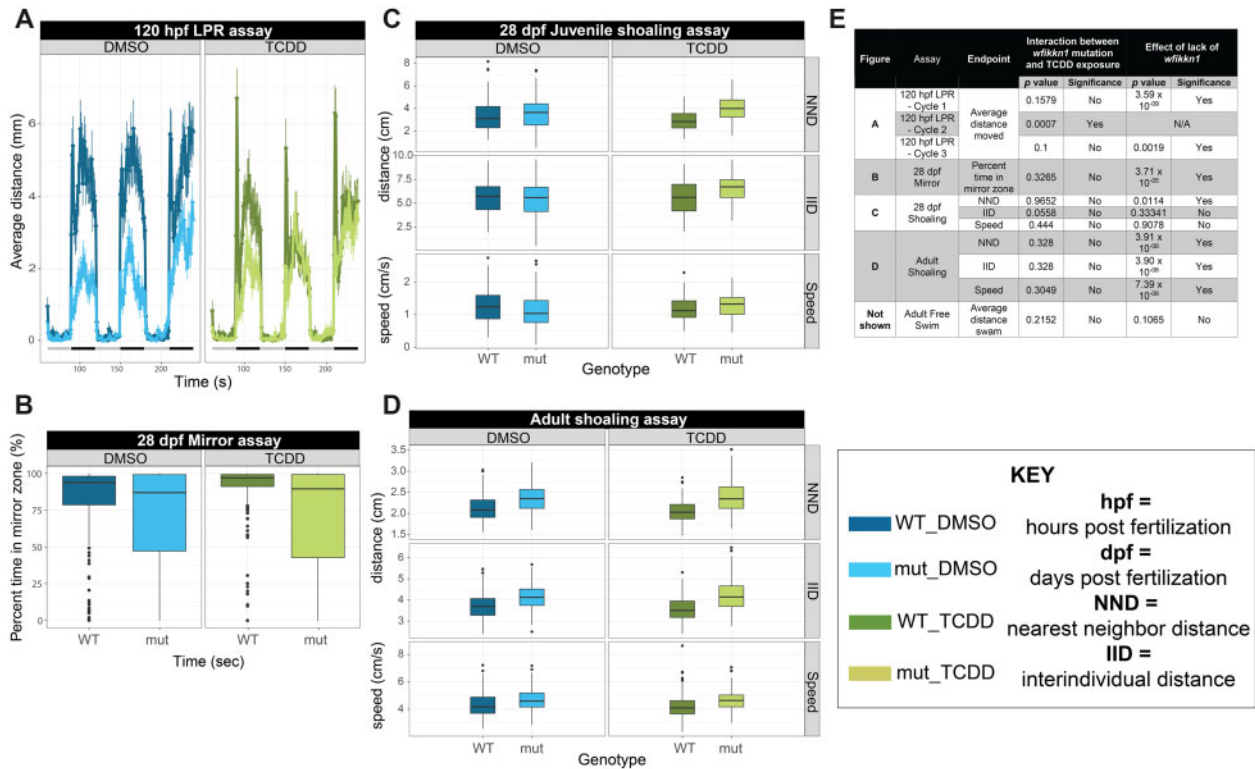 A
120 hpf LPR assay
DMSO
TCDD
Average distance (mm)
6
4
2
0
100
150
200
100
150
200
Time (s)
B
28 dpf Mirror assay
DMSO
TCDD
Percent time in mirror zone (%)
100
75
50
25
0
WT
mut
WT
mut
Time (sec)
C
28 dpf Juvenile shoaling assay
DMSO
TCDD
distance (cm)
speed (cm/s)
8
6
4
2
NND
10.0
7.5
5.0
2.5
0
IID
2
1
0
Speed
WT
mut
WT
mut
Genotype
D
Adult shoaling assay
DMSO
TCDD
distance (cm)
speed (cm/s)
3.5
3.0
2.5
2.0
NND
6
5
4
3
IID
8
6
4
Speed
WT
mut
WT
mut
Genotype
E
Figure Assay Endpoint Interaction between wfikkn1 mutation and TCDD exposure Effect of lack of wfikkn1
p value Significance p value Significance
A 120 hpf LPR - Cycle 1 Average distance moved 0.1579 No 3.59 x 10-09 Yes
120 hpf LPR - Cycle 2 0.0007 Yes N/A
120 hpf LPR - Cycle 3 0.1 No 0.0019 Yes
B 28 dpf Mirror Percent time in mirror zone 0.3265 No 3.71 x 10-05 Yes
C 28 dpf Shoaling NND 0.9652 No 0.0114 Yes
IID 0.0558 No 0.33341 No
Speed 0.444 No 0.9078 No
D Adult Shoaling NND 0.328 No 3.91 x 10-06 Yes
IID 0.328 No 3.90 x 10-06 Yes
Speed 0.3049 No 7.39 x 10-06 Yes
Not shown Adult Free Swim Average distance swam 0.2152 No 0.1065 No
KEY
WT_DMSO
mut_DMSO
WT_TCDD
mut_TCDD
hpf =
hours post fertilization
dpf =
days post fertilization
NND =
nearest neighbor distance
IID =
interindividual distance